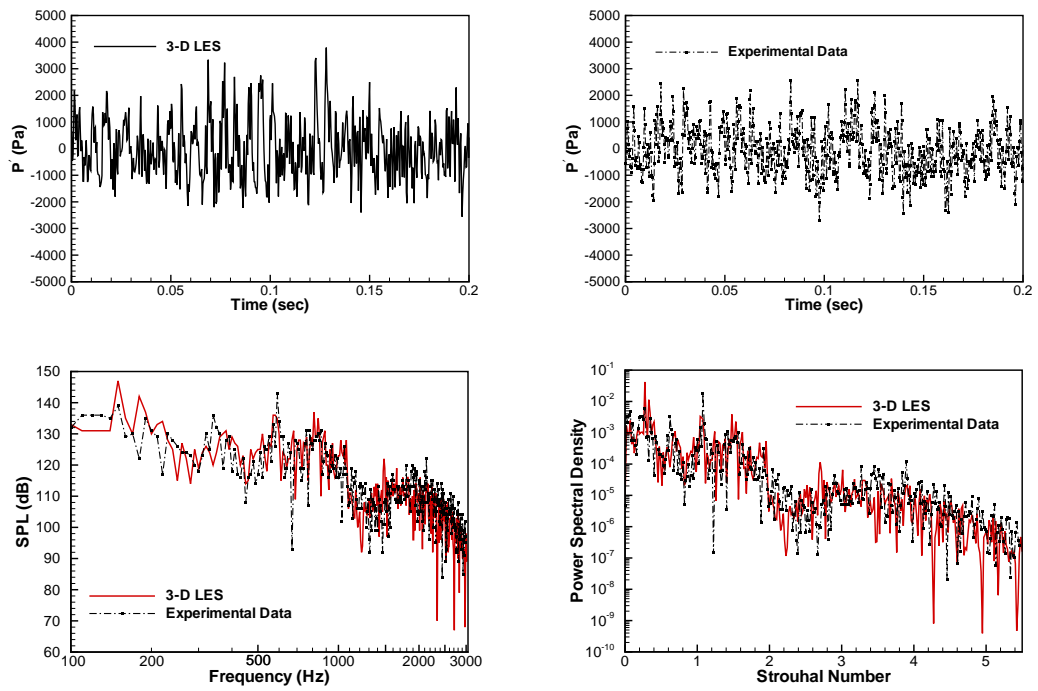 5000
4000
3000
2000
1000
0
-1000
-2000
-3000
-4000
-5000
P′ (Pa)
3-D LES
0 0.05 0.1 0.15 0.2
Time (sec)
5000
4000
3000
2000
1000
0
-1000
-2000
-3000
-4000
-5000
P′ (Pa)
Experimental Data
0 0.05 0.1 0.15 0.2
Time (sec)
150
140
130
120
110
100
90
80
70
60
SPL (dB)
3-D LES
Experimental Data
100 200 500 1000 2000 3000
Frequency (Hz)
10-1
10-2
10-3
10-4
10-5
10-6
10-7
10-8
10-9
10-10
Power Spectral Density
3-D LES
Experimental Data
0 1 2 3 4 5
Strouhal Number